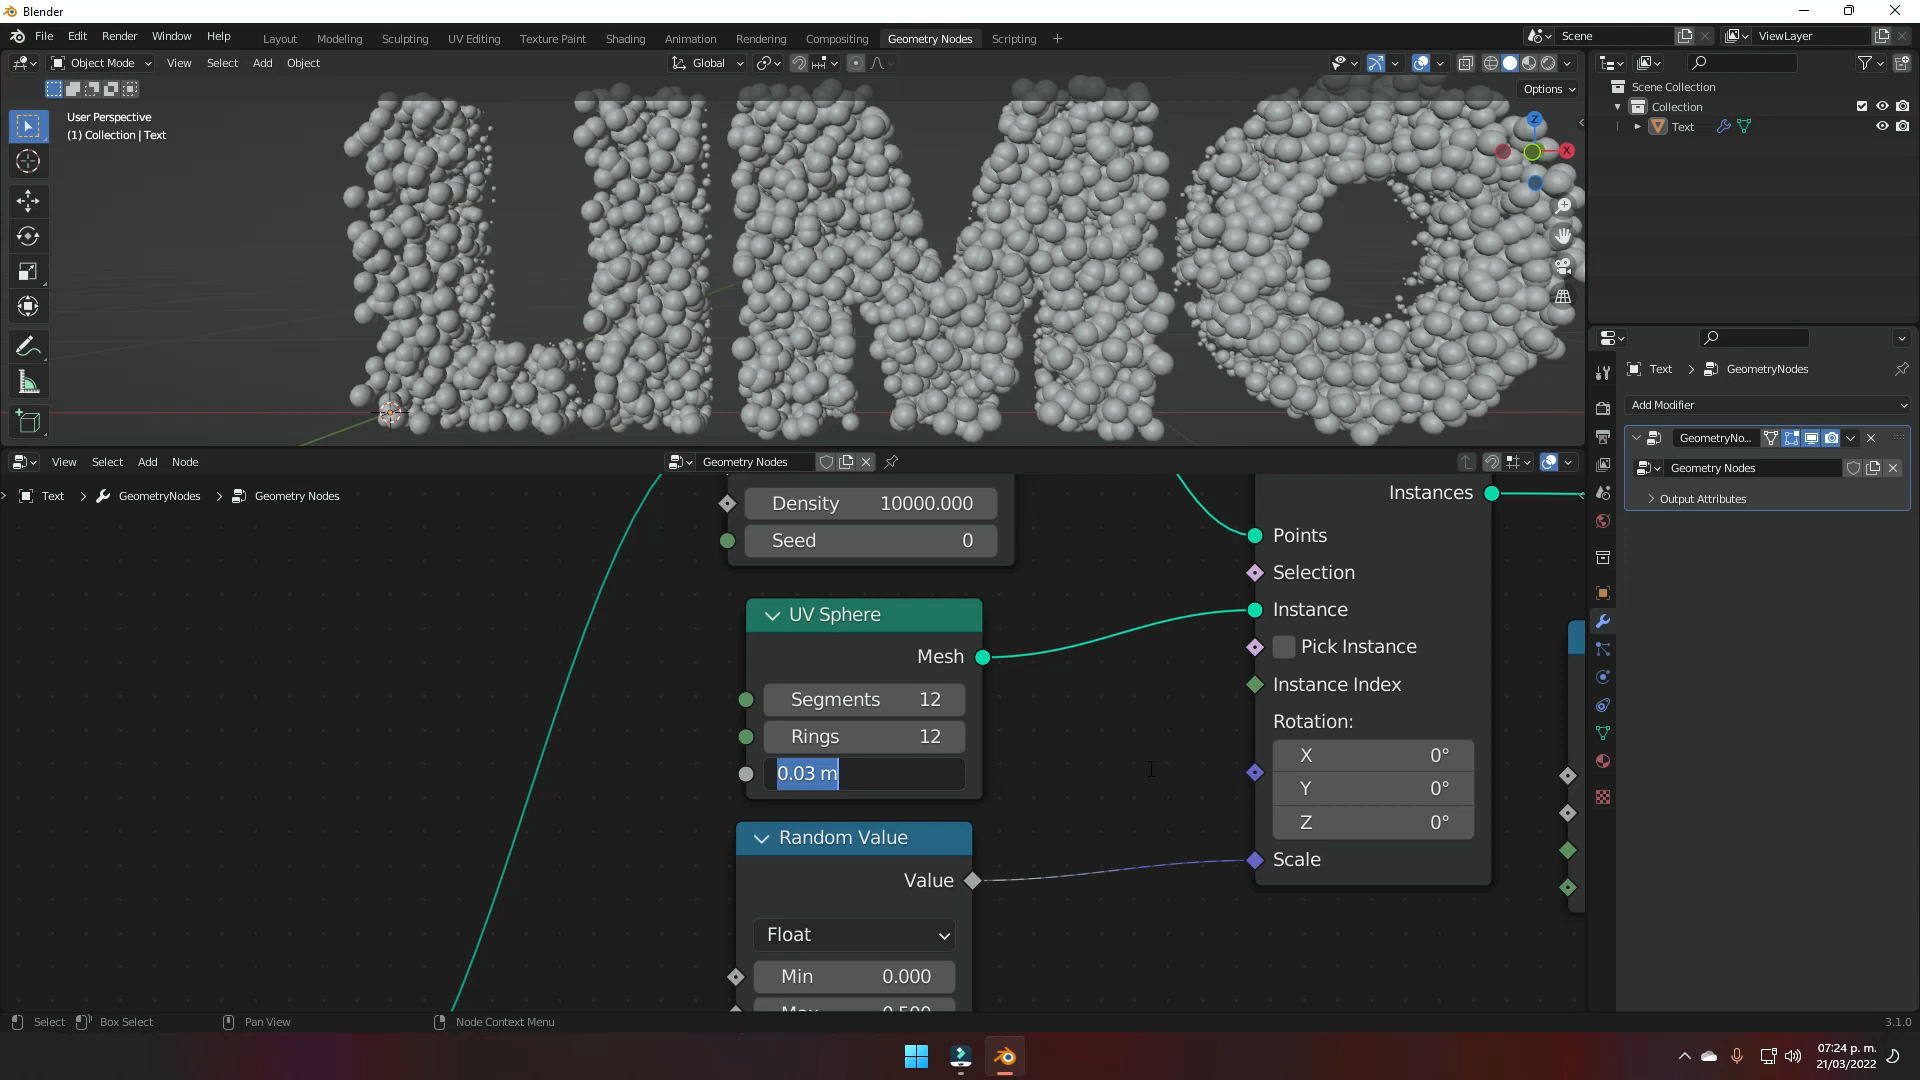 Blender
File Edit Render Window Help
Layout Modeling Sculpting UV Editing Texture Paint Shading Animation Rendering Compositing Geometry Nodes Scripting +
Scene
ViewLayer
Object Mode View Select Add Object
Global
Options
User Perspective
(1) Collection | Text
Z
X
Scene Collection
Collection
Text
Text > GeometryNodes
Add Modifier
GeometryNo...
Geometry Nodes
Output Attributes
View Select Add Node
Geometry Nodes
Text > GeometryNodes > Geometry Nodes
Density 10000.000
Seed 0
UV Sphere
Mesh
Segments 12
Rings 12
0.03 m
Random Value
Value
Float
Min 0.000
Max 0.500
Instances
Points
Selection
Instance
Pick Instance
Instance Index
Rotation:
X 0°
Y 0°
Z 0°
Scale
Select Box Select Pan View Node Context Menu
3.1.0
07:24 p. m.
21/03/2022